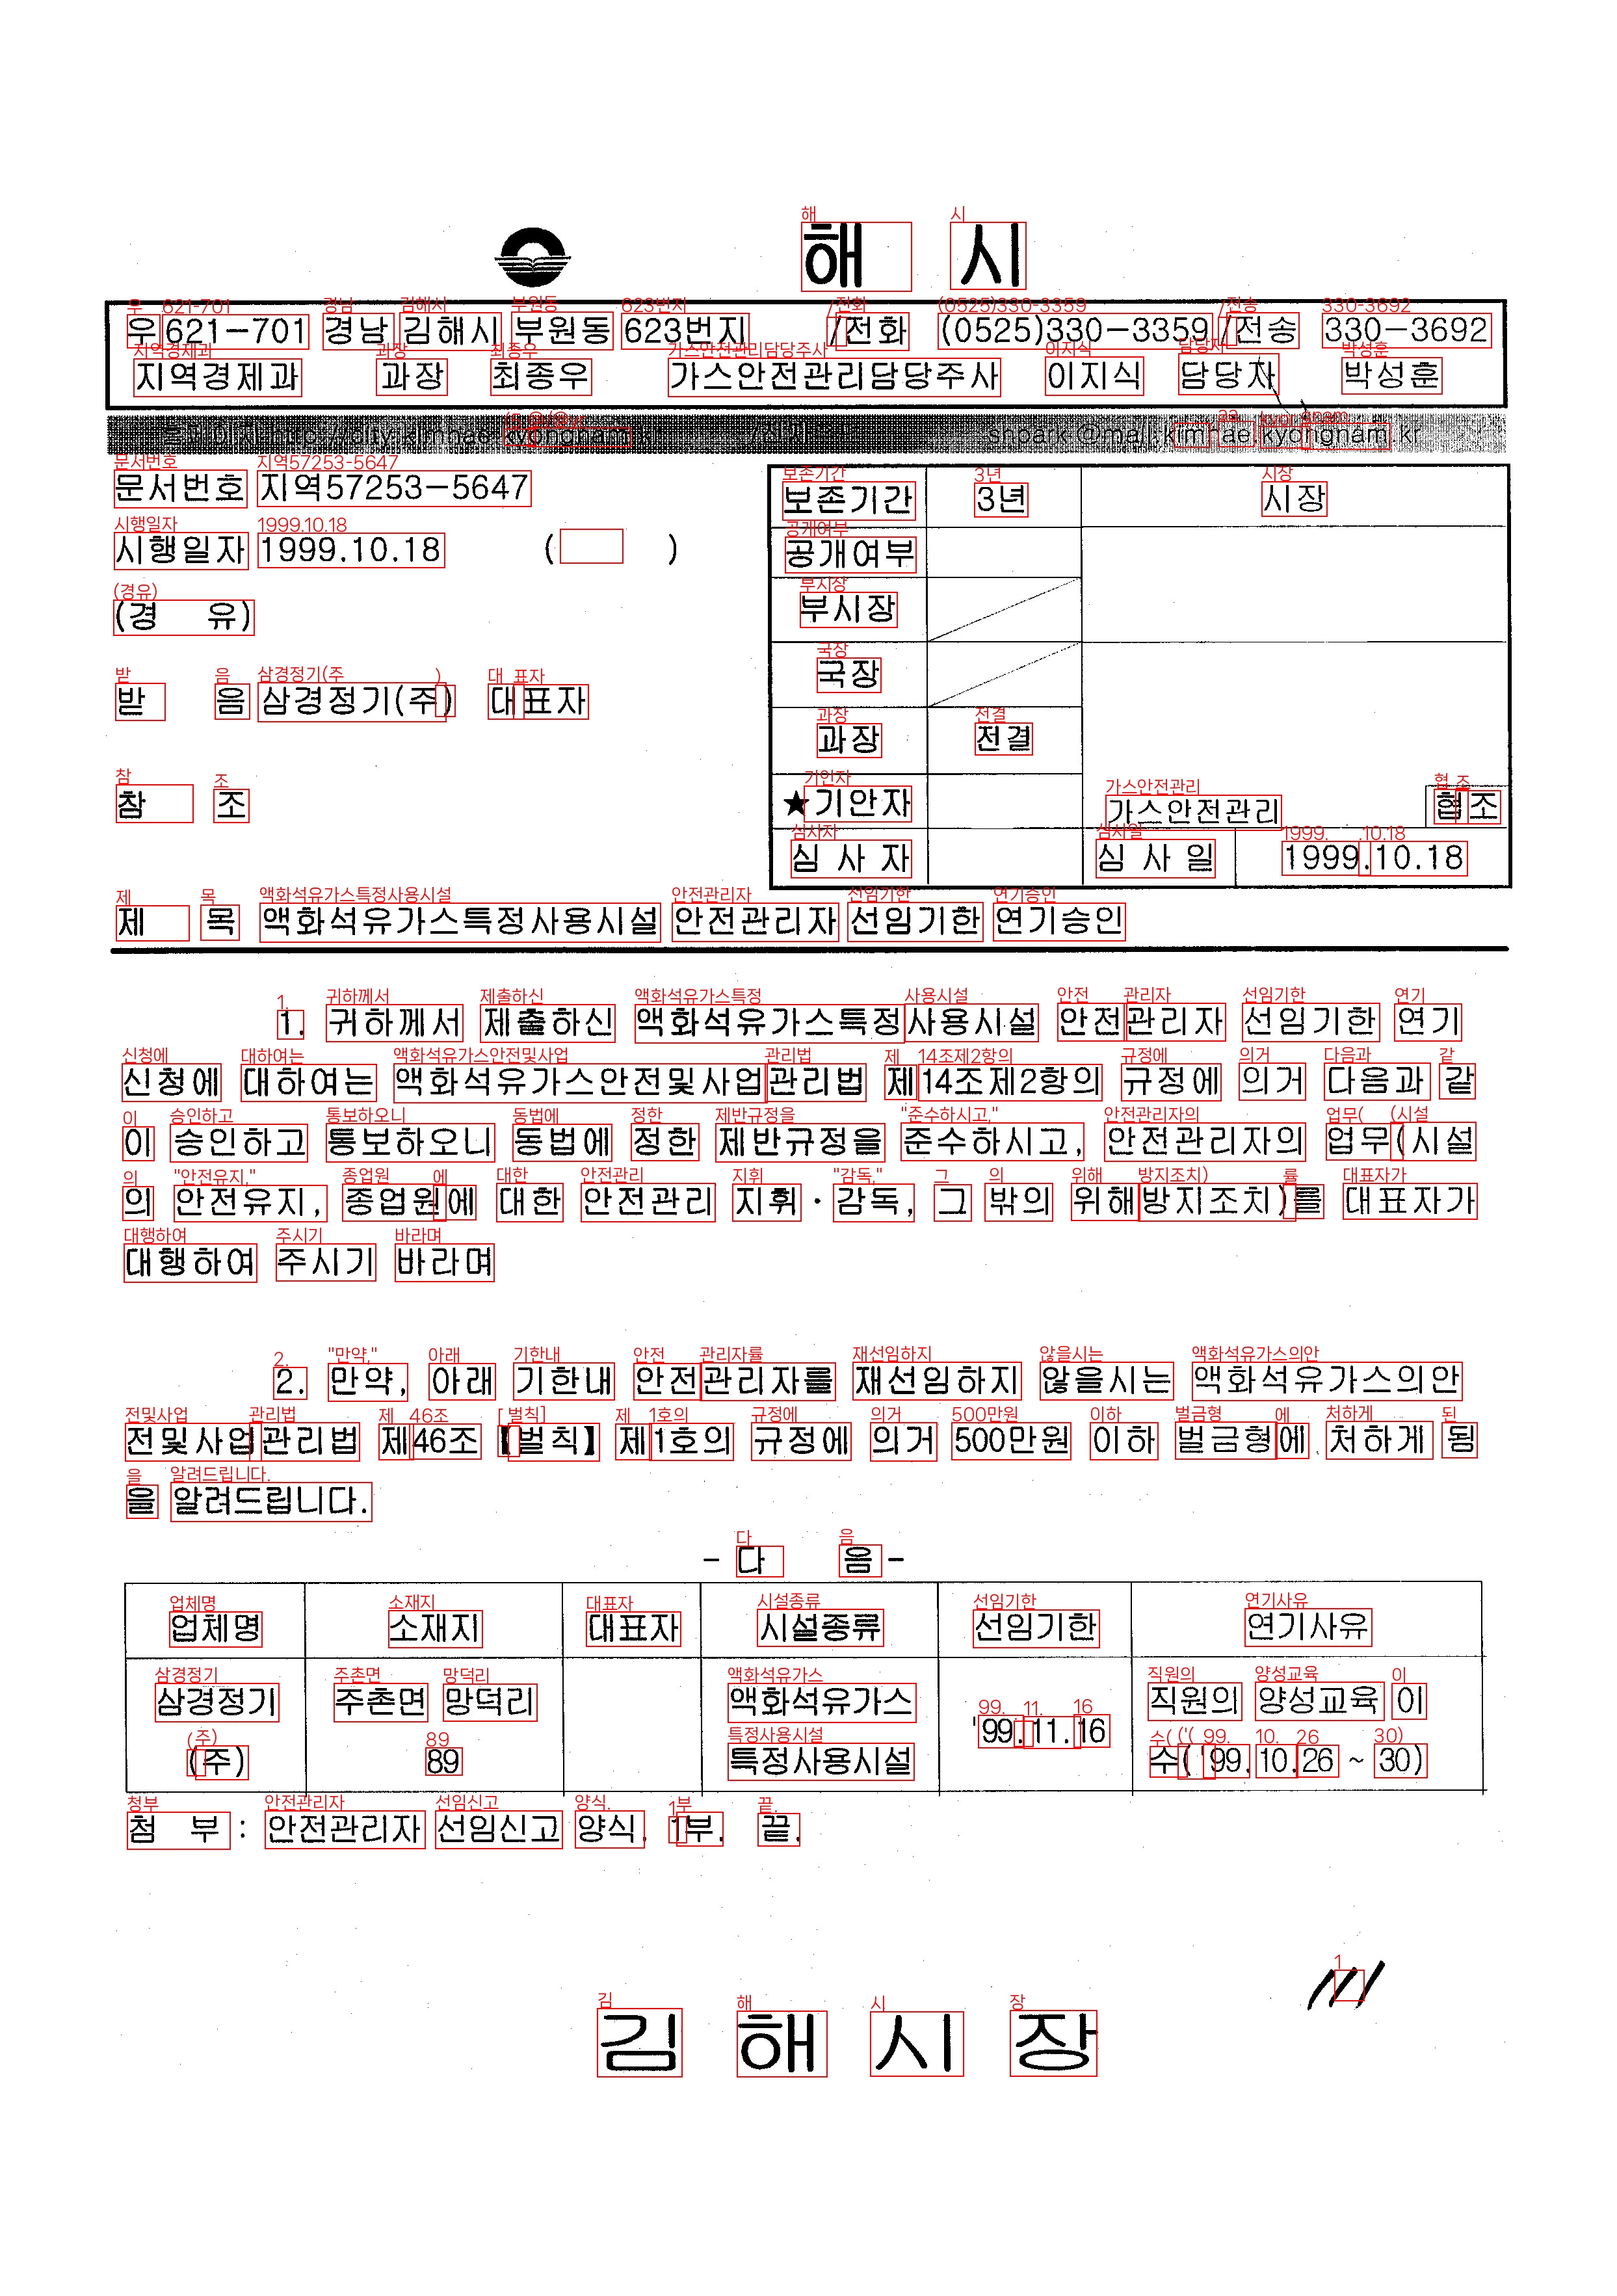 해 시
우 621-701 경남 김해시 부원동 623번지 /전화 (0525)330-3359 /전송 330-3692
지역경제과 과장 최종우 가스안전관리담당주사 이지식 담당자 박성훈
홈페이지 http://city.kimhae.kyongnam.kr snpark@mail.kimhae.kyongnam.kr
문서번호 지역57253-5647
시행일자 1999.10.18 ( )
(경 유)
받 음 삼경정기(주) 대표자
참 조
보존기간 3년 시장
공개여부
부시장
국장
과장 전결
★기안자 가스안전관리 협조
심 사 자 심 사 일 1999.10.18
제 목 액화석유가스특정사용시설 안전관리자 선임기한 연기승인
1. 귀하께서 제출하신 액화석유가스특정사용시설 안전관리자 선임기한 연기
신청에 대하여는 액화석유가스안전및사업관리법 제14조제2항의 규정에 의거 다음과 같
이 승인하고 통보하오니 동법에 정한 제반규정을 준수하시고, 안전관리자의 업무(시설
의 안전유지, 종업원에 대한 안전관리 지휘·감독, 그 밖의 위해방지조치)를 대표자가
대행하여 주시기 바라며
2. 만약, 아래 기한내 안전관리자를 재선임하지 않을시는 액화석유가스의안
전및사업관리법 제46조 【벌칙】 제1호의 규정에 의거 500만원 이하 벌금형에 처하게 됨
을 알려드립니다.
- 다 음 -
업체명 소재지 대표자 시설종류 선임기한 연기사유
삼경정기 (주) 주촌면 망덕리 89 액화석유가스 특정사용시설 '99.11.16 직원의 양성교육 이수('99.10.26 ~ 30)
첨 부 : 안전관리자 선임신고 양식. 1부. 끝.
김 해 시 장